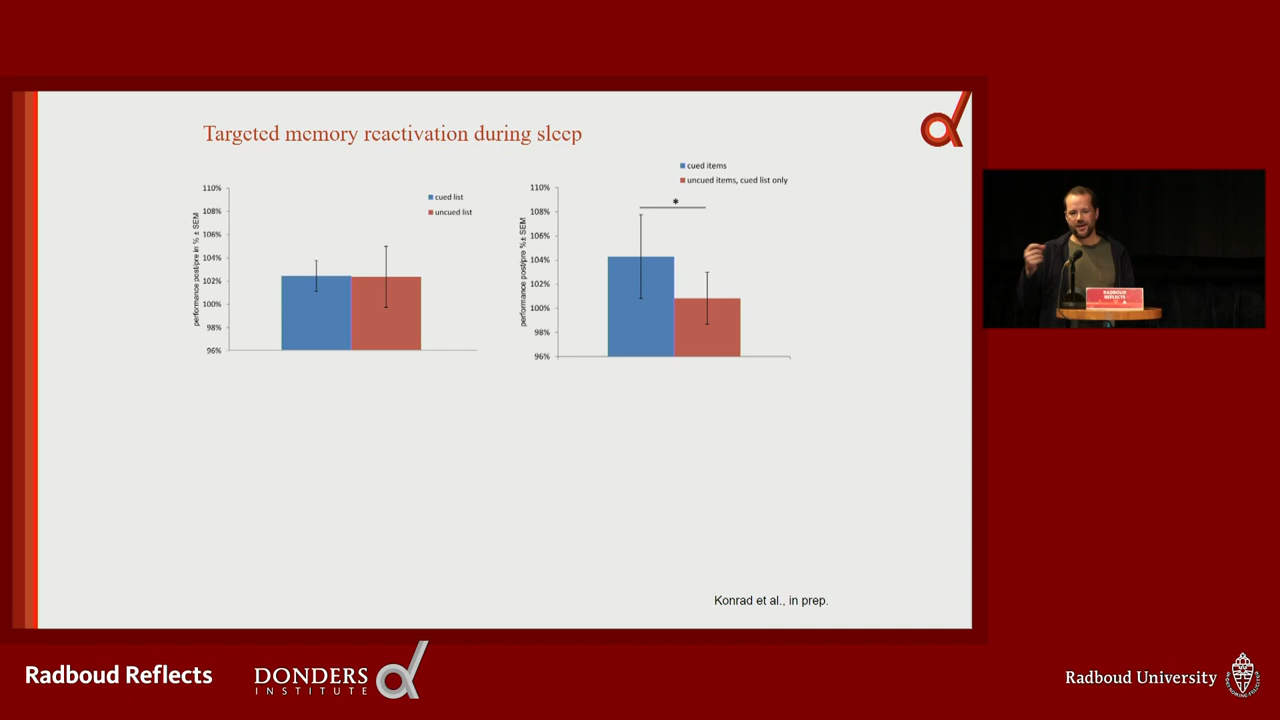 Targeted memory reactivation during sleep
performance post/pre in % ± SEM
110%
108%
106%
104%
102%
100%
98%
96%
cued list
uncued list
performance post/pre %± SEM
110%
108%
106%
104%
102%
100%
98%
96%
cued items
uncued items, cued list only
*
Konrad et al., in prep.
RADBOUD
REFLECTS
Radboud Reflects
DONDERS
INSTITUTE
Radboud University